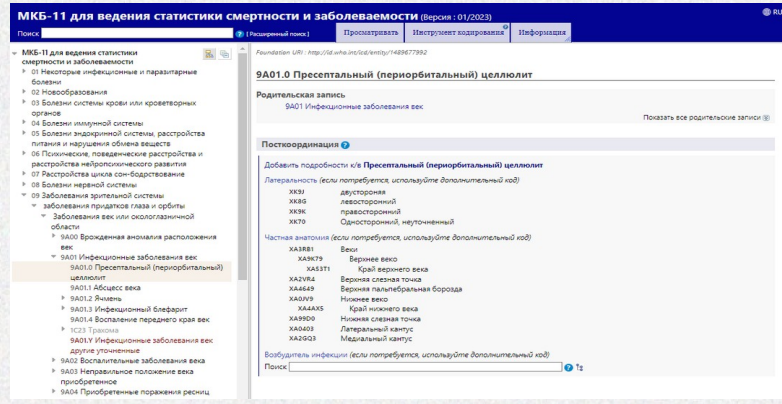 МКБ-11 для ведения статистики смертности и заболеваемости (Версия : 01/2023)
RU
Поиск
[ Расширенный поиск ]
Просматривать
Инструмент кодирования
Информация
МКБ-11 для ведения статистики
смертности и заболеваемости
01 Некоторые инфекционные и паразитарные
болезни
02 Новообразования
03 Болезни системы крови или кроветворных
органов
04 Болезни иммунной системы
05 Болезни эндокринной системы, расстройства
питания и нарушения обмена веществ
06 Психические, поведенческие расстройства и
расстройства нейропсихического развития
07 Расстройства цикла сон-бодрствование
08 Болезни нервной системы
09 Заболевания зрительной системы
заболевания придатков глаза и орбиты
Заболевания век или окологлазничной
области
9A00 Врожденная аномалия расположения
век
9A01 Инфекционные заболевания век
9A01.0 Пресептальный (периорбитальный)
целлюлит
9A01.1 Абсцесс века
9A01.2 Ячмень
9A01.3 Инфекционный блефарит
9A01.4 Воспаление переднего края век
1C23 Трахома
9A01.Y Инфекционные заболевания век
другие уточненные
9A02 Воспалительные заболевания века
9A03 Неправильное положение века
приобретенное
9A04 Приобретенные поражения ресниц
Foundation URI : http://id.who.int/icd/entity/1489677992
9A01.0 Пресептальный (периорбитальный) целлюлит
Родительская запись
9A01 Инфекционные заболевания век
Показать все родительские записи
Посткоординация
Добавить подробности к/в Пресептальный (периорбитальный) целлюлит
Латеральность (если потребуется, используйте дополнительный код)
XK9J двустороняя
XK8G левосторонний
XK9K правосторонний
XK70 Односторонний, неуточненный
Частная анатомия (если потребуется, используйте дополнительный код)
XA3RB1 Веки
XA9K79 Верхнее веко
XA53T1 Край верхнего века
XA2VR4 Верхняя слезная точка
XA4649 Верхняя пальпебральная борозда
XA0JV9 Нижнее веко
XA4AX5 Край нижнего века
XA99D0 Нижняя слезная точка
XA0403 Латеральный кантус
XA2GQ3 Медиальный кантус
Возбудитель инфекции (если потребуется, используйте дополнительный код)
Поиск